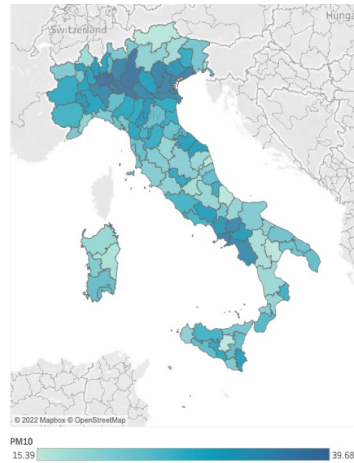 Switzerland
Hunga
© 2022 Mapbox © OpenStreetMap
PM10
15.39 39.68